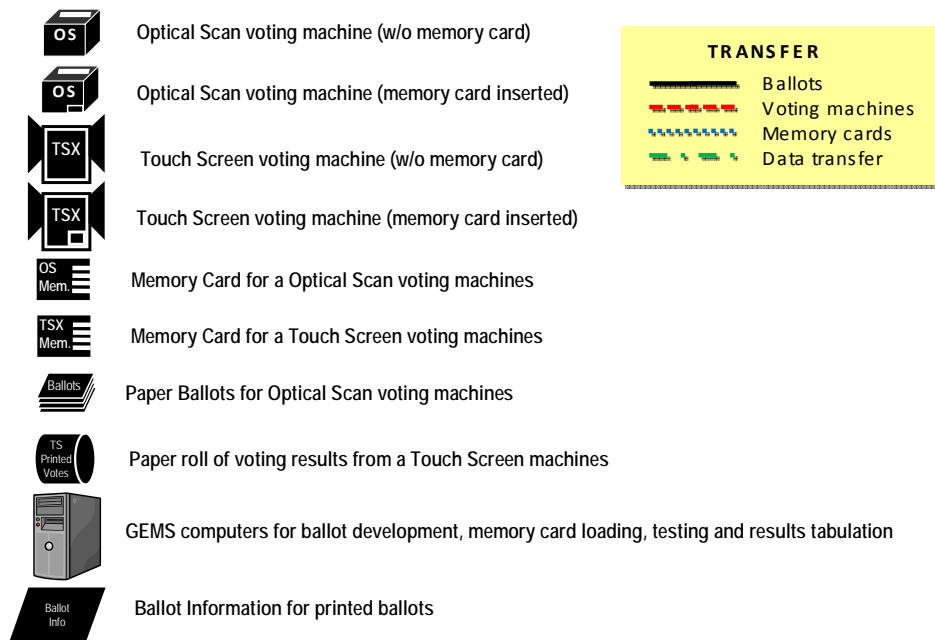 OS
Optical Scan voting machine (w/o memory card)
OS
Optical Scan voting machine (memory card inserted)
TSX
Touch Screen voting machine (w/o memory card)
TSX
Touch Screen voting machine (memory card inserted)
OS
Mem.
Memory Card for a Optical Scan voting machines
TSX
Mem.
Memory Card for a Touch Screen voting machines
Ballots
Paper Ballots for Optical Scan voting machines
TS
Printed
Votes
Paper roll of voting results from a Touch Screen machines
GEMS computers for ballot development, memory card loading, testing and results tabulation
Ballot
Info
Ballot Information for printed ballots
TRANSFER
Ballots
Voting machines
Memory cards
Data transfer